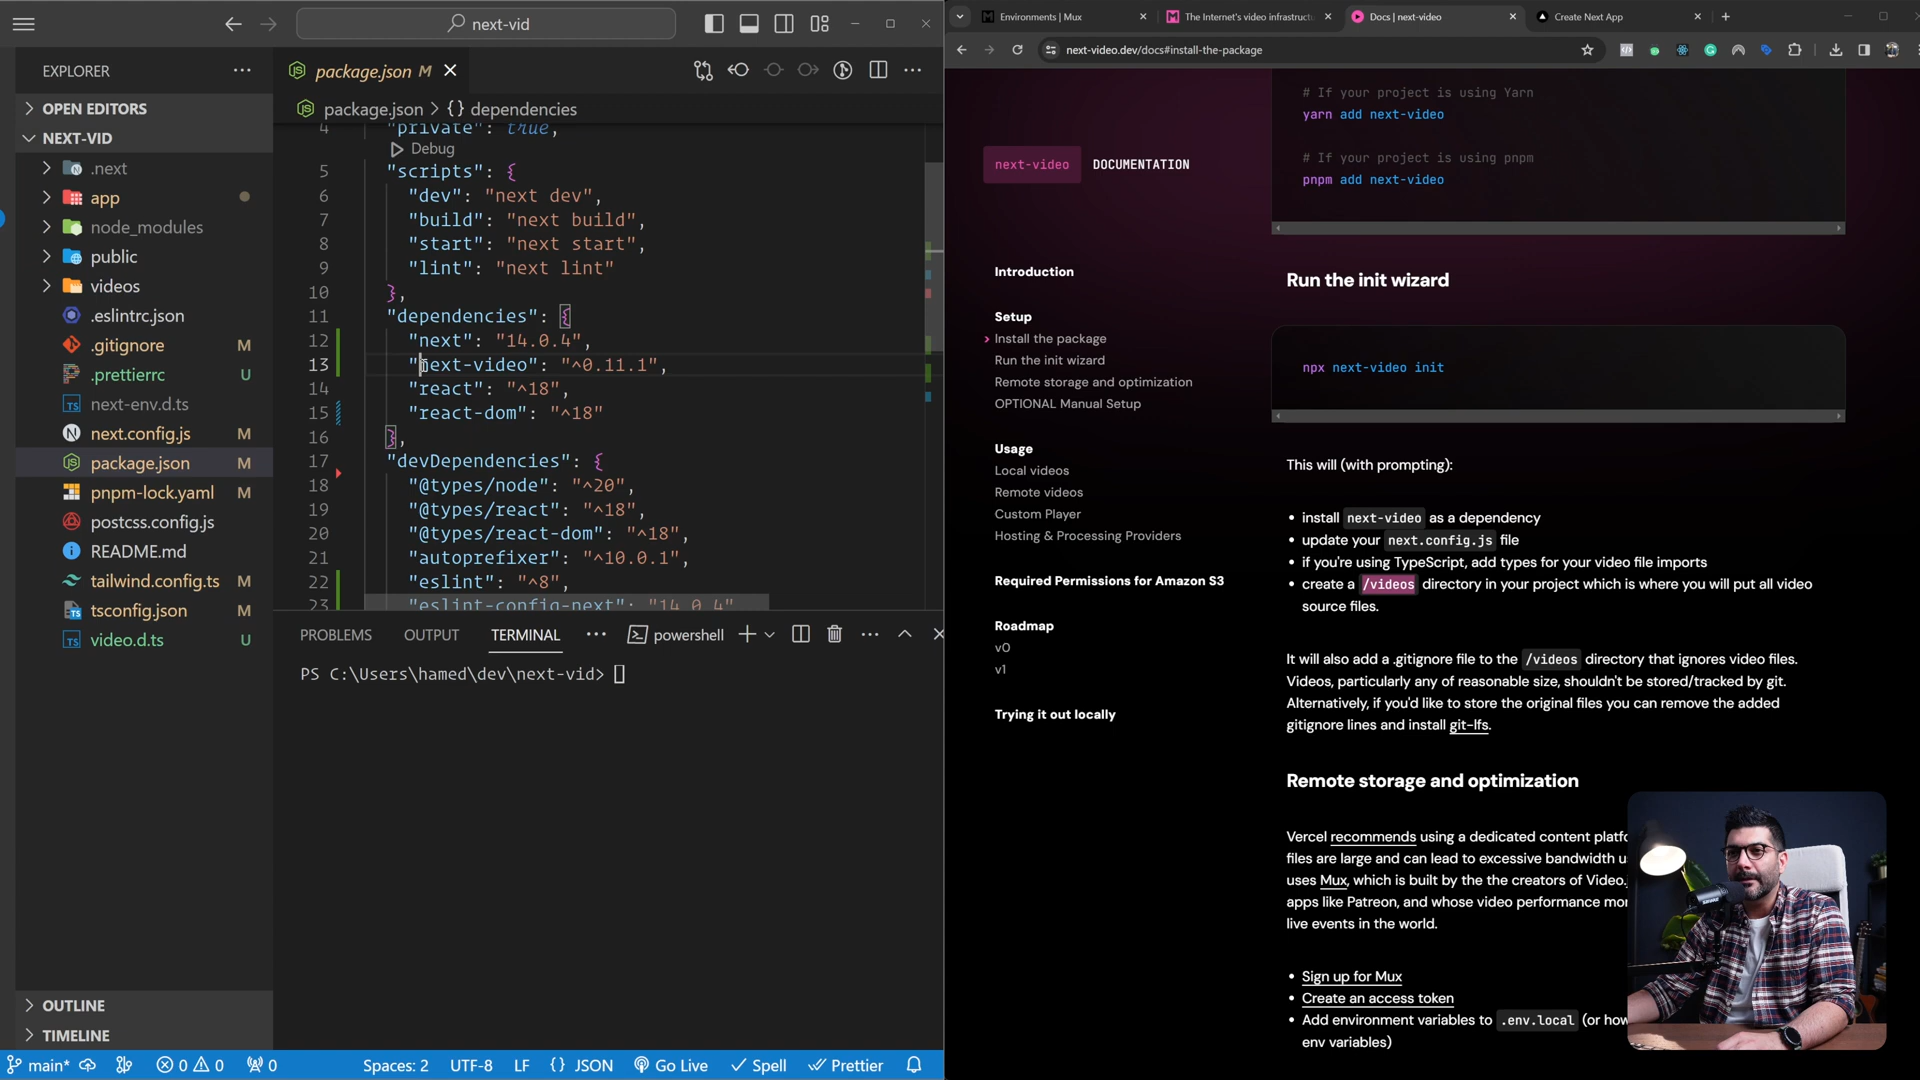 next-vid
EXPLORER
OPEN EDITORS
NEXT-VID
.next
app
node_modules
public
videos
.eslintrc.json
.gitignore M
.prettierrc U
next-env.d.ts
next.config.js M
package.json M
pnpm-lock.yaml M
postcss.config.js
README.md
tailwind.config.ts M
tsconfig.json M
video.d.ts U
OUTLINE
TIMELINE
package.json M
package.json > {} dependencies
4 "private": true,
Debug
5 "scripts": {
6 "dev": "next dev",
7 "build": "next build",
8 "start": "next start",
9 "lint": "next lint"
10 },
11 "dependencies": {
12 "next": "14.0.4",
13 "next-video": "^0.11.1",
14 "react": "^18",
15 "react-dom": "^18"
16 },
17 "devDependencies": {
18 "@types/node": "^20",
19 "@types/react": "^18",
20 "@types/react-dom": "^18",
21 "autoprefixer": "^10.0.1",
22 "eslint": "^8",
23 "eslint-config-next": "14.0.4"
PROBLEMS OUTPUT TERMINAL ··· powershell
PS C:\Users\hamed\dev\next-vid>
main* 0 0 0 Spaces: 2 UTF-8 LF {} JSON Go Live Spell Prettier
Environments | Mux
The Internet's video infrastruct
Docs | next-video
Create Next App
next-video.dev/docs#install-the-package
next-video DOCUMENTATION
Introduction
Setup
Install the package
Run the init wizard
Remote storage and optimization
OPTIONAL Manual Setup
Usage
Local videos
Remote videos
Custom Player
Hosting & Processing Providers
Required Permissions for Amazon S3
Roadmap
v0
v1
Trying it out locally
# If your project is using Yarn
yarn add next-video
# If your project is using pnpm
pnpm add next-video
Run the init wizard
npx next-video init
This will (with prompting):
• install next-video as a dependency
• update your next.config.js file
• if you're using TypeScript, add types for your video file imports
• create a /videos directory in your project which is where you will put all video
source files.
It will also add a .gitignore file to the /videos directory that ignores video files.
Videos, particularly any of reasonable size, shouldn't be stored/tracked by git.
Alternatively, if you'd like to store the original files you can remove the added
gitignore lines and install git-lfs.
Remote storage and optimization
Vercel recommends using a dedicated content platf
files are large and can lead to excessive bandwidth u
uses Mux, which is built by the the creators of Video.
apps like Patreon, and whose video performance mo
live events in the world.
• Sign up for Mux
• Create an access token
• Add environment variables to .env.local (or how
env variables)